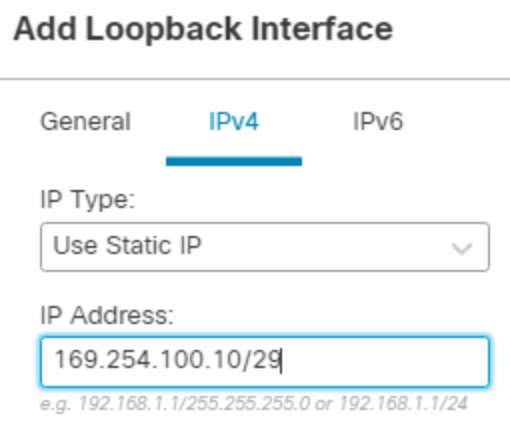 Add Loopback Interface
General IPv4 IPv6
IP Type:
Use Static IP
IP Address:
169.254.100.10/29
e.g. 192.168.1.1/255.255.255.0 or 192.168.1.1/24